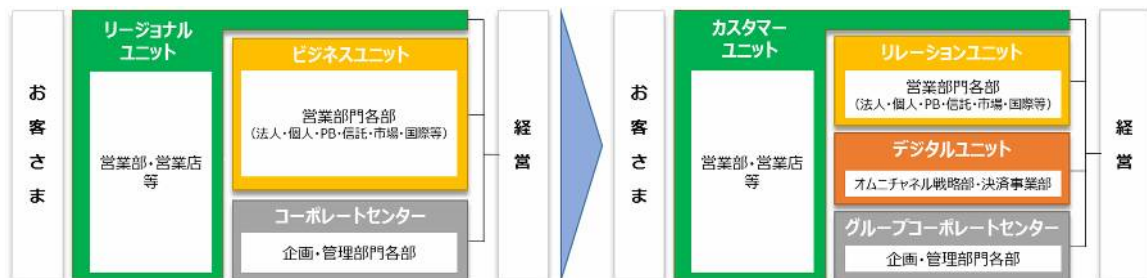 お客さま
リージョナル
ユニット
営業部・営業店
等
ビジネスユニット
営業部門各部
（法人・個人・PB・信託・市場・国際等）
コーポレートセンター
企画・管理部門各部
経営
お客さま
カスタマー
ユニット
営業部・営業店
等
リレーションユニット
営業部門各部
（法人・個人・PB・信託・市場・国際等）
デジタルユニット
オムニチャネル戦略部・決済事業部
グループコーポレートセンター
企画・管理部門各部
経営